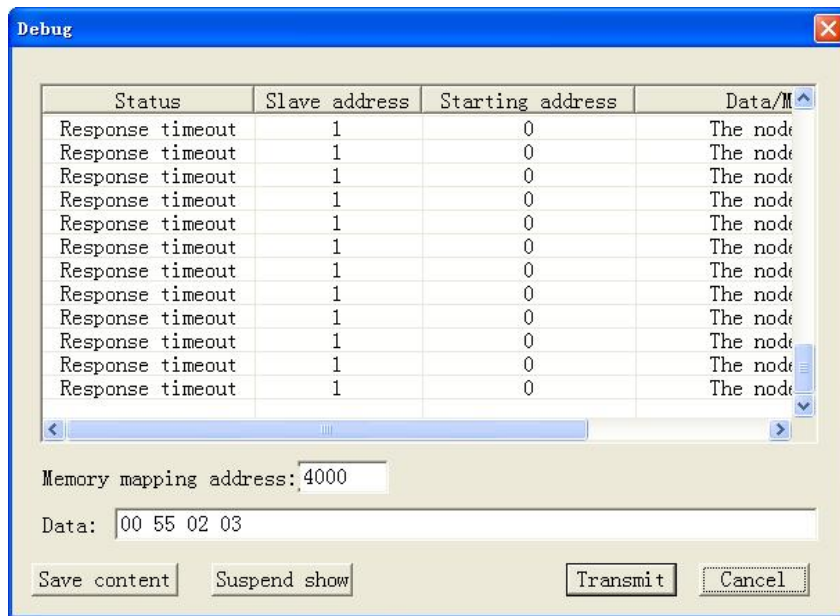 Debug
Status Slave address Starting address Data/M
Response timeout 1 0 The node
Response timeout 1 0 The node
Response timeout 1 0 The node
Response timeout 1 0 The node
Response timeout 1 0 The node
Response timeout 1 0 The node
Response timeout 1 0 The node
Response timeout 1 0 The node
Response timeout 1 0 The node
Response timeout 1 0 The node
Response timeout 1 0 The node
Response timeout 1 0 The node
Memory mapping address: 4000
Data: 00 55 02 03
Save content Suspend show Transmit Cancel